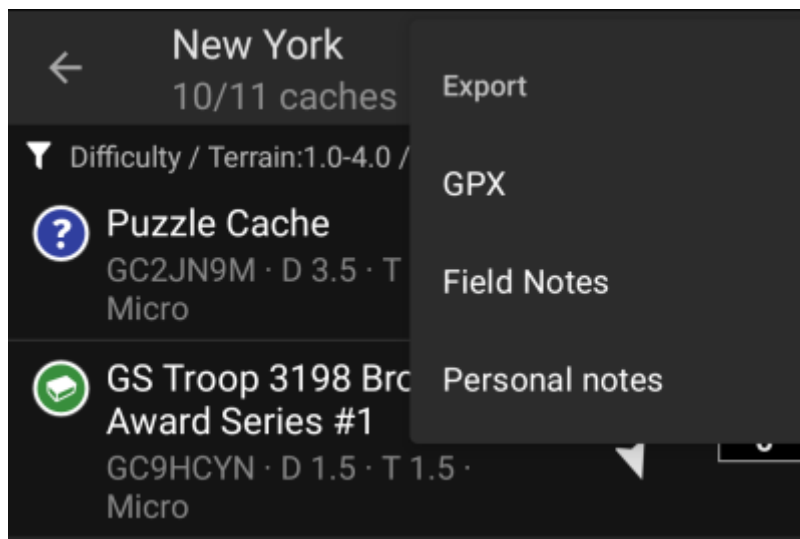 New York
10/11 caches
Difficulty / Terrain:1.0-4.0 /
?
Puzzle Cache
GC2JN9M · D 3.5 · T
Micro
GS Troop 3198 Bro
Award Series #1
GC9HCYN · D 1.5 · T 1.5 ·
Micro
Export
GPX
Field Notes
Personal notes